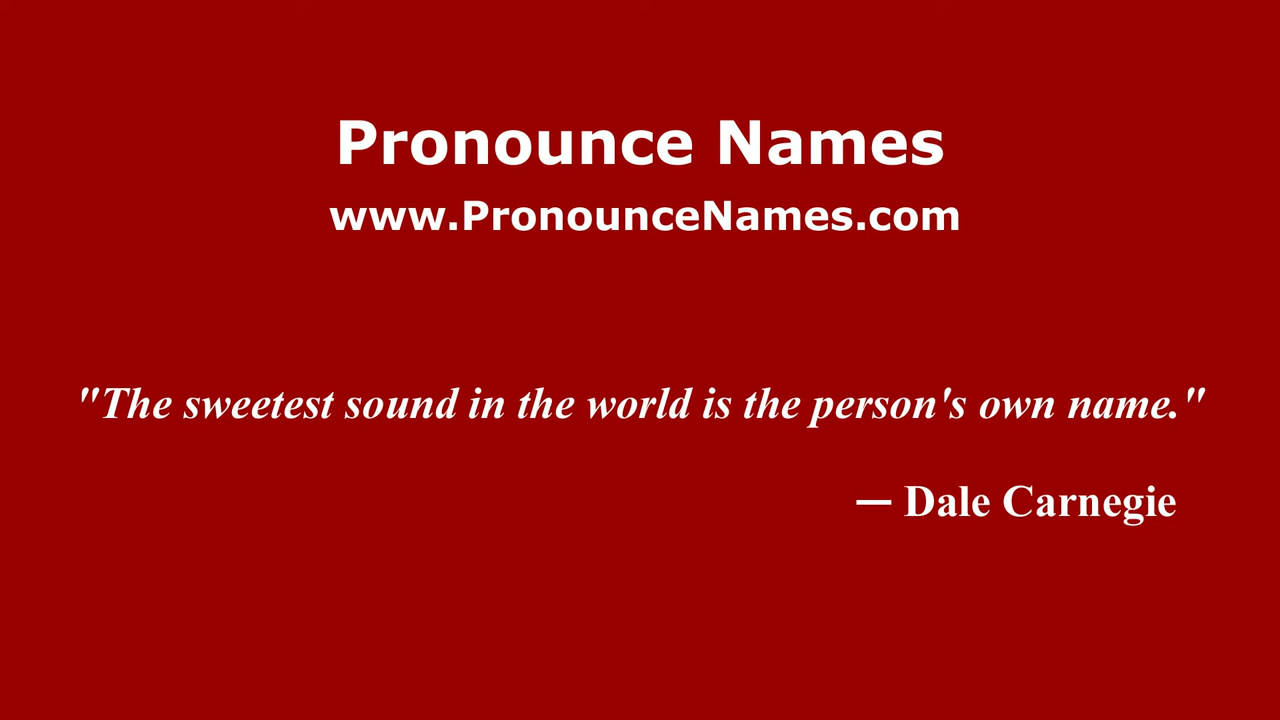 Pronounce Names
www.PronounceNames.com
"The sweetest sound in the world is the person's own name."
— Dale Carnegie